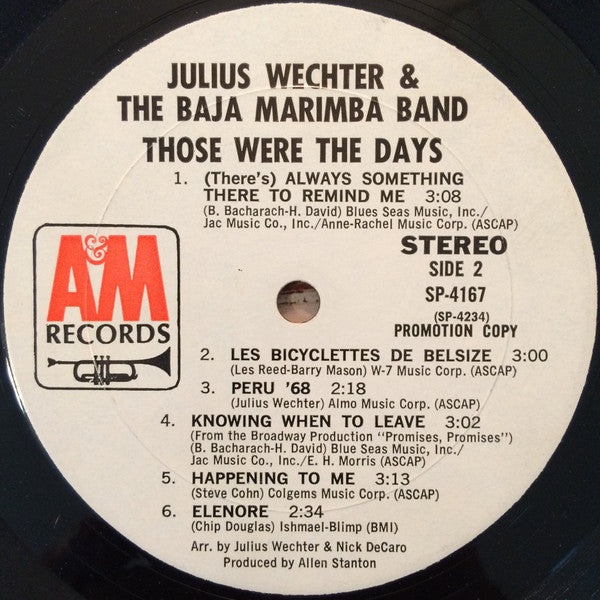 JULIUS WECHTER &
THE BAJA MARIMBA BAND
THOSE WERE THE DAYS
1. (There's) ALWAYS SOMETHING
THERE TO REMIND ME 3:08
(B. Bacharach-H. David) Blues Seas Music, Inc./
Jac Music Co., Inc./Anne-Rachel Music Corp. (ASCAP)
A&M
RECORDS
STEREO
SIDE 2
SP-4167
(SP-4234)
PROMOTION COPY
2. LES BICYCLETTES DE BELSIZE 3:00
(Les Reed-Barry Mason) W-7 Music Corp. (ASCAP)
3. PERU '68 2:18
(Julius Wechter) Almo Music Corp. (ASCAP)
4. KNOWING WHEN TO LEAVE 3:02
(From the Broadway Production "Promises, Promises")
(B. Bacharach-H. David) Blue Seas Music, Inc./
Jac Music Co., Inc./E. H. Morris (ASCAP)
5. HAPPENING TO ME 3:13
(Steve Cohn) Colgems Music Corp. (ASCAP)
6. ELENORE 2:34
(Chip Douglas) Ishmael-Blimp (BMI)
Arr. by Julius Wechter & Nick DeCaro
Produced by Allen Stanton